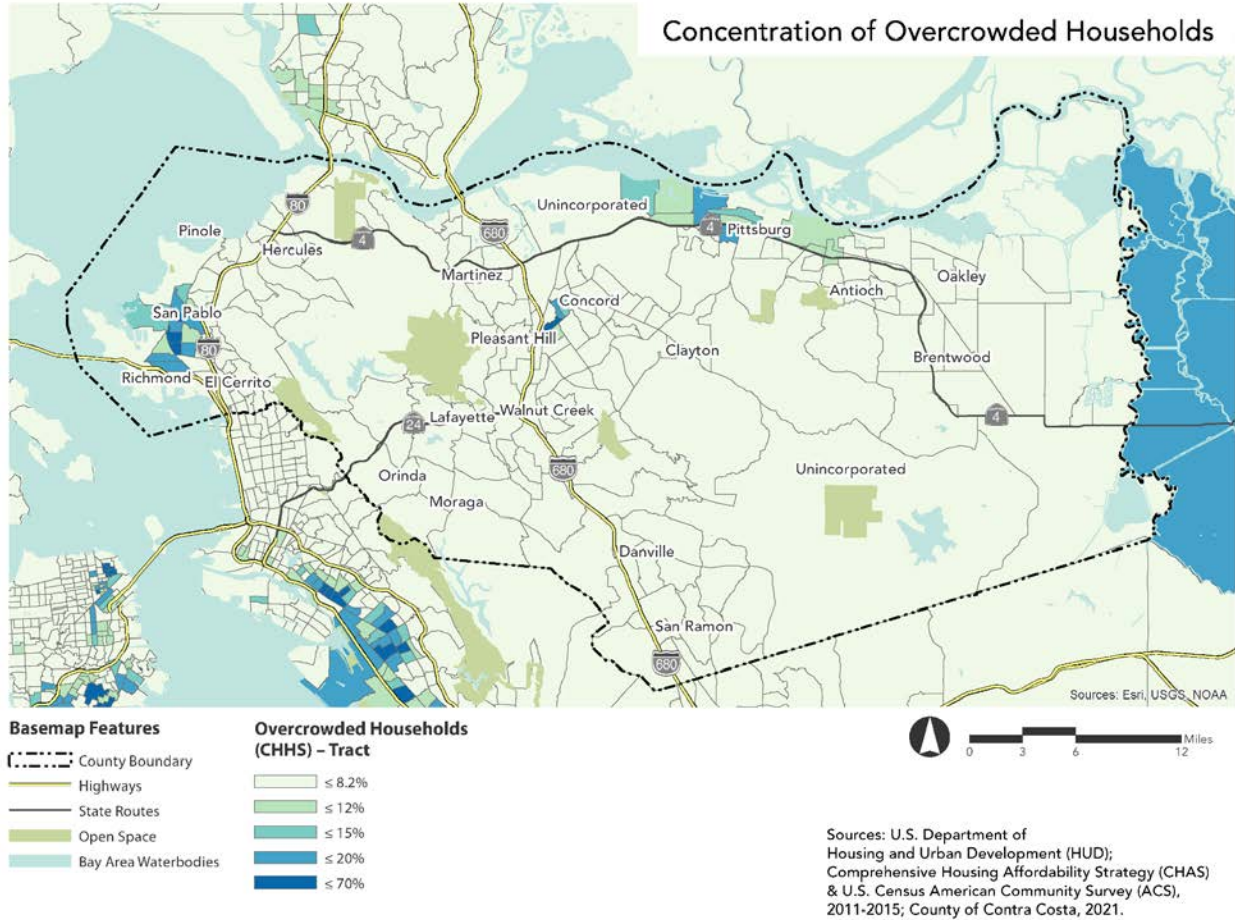 Concentration of Overcrowded Households
80
Unincorporated
Pinole
680
4
Pittsburg
Hercules
4
Martinez
Oakley
Antioch
San Pablo
Concord
80
Pleasant Hill
Clayton
Brentwood
Richmond
El Cerrito
24
Lafayette
Walnut Creek
4
680
Unincorporated
Orinda
Moraga
Danville
San Ramon
680
Sources: Esri, USGS, NOAA
Basemap Features
County Boundary
Highways
State Routes
Open Space
Bay Area Waterbodies
Overcrowded Households
(CHHS) – Tract
≤ 8.2%
≤ 12%
≤ 15%
≤ 20%
≤ 70%
Miles
0 3 6 12
Sources: U.S. Department of
Housing and Urban Development (HUD);
Comprehensive Housing Affordability Strategy (CHAS)
& U.S. Census American Community Survey (ACS),
2011-2015; County of Contra Costa, 2021.